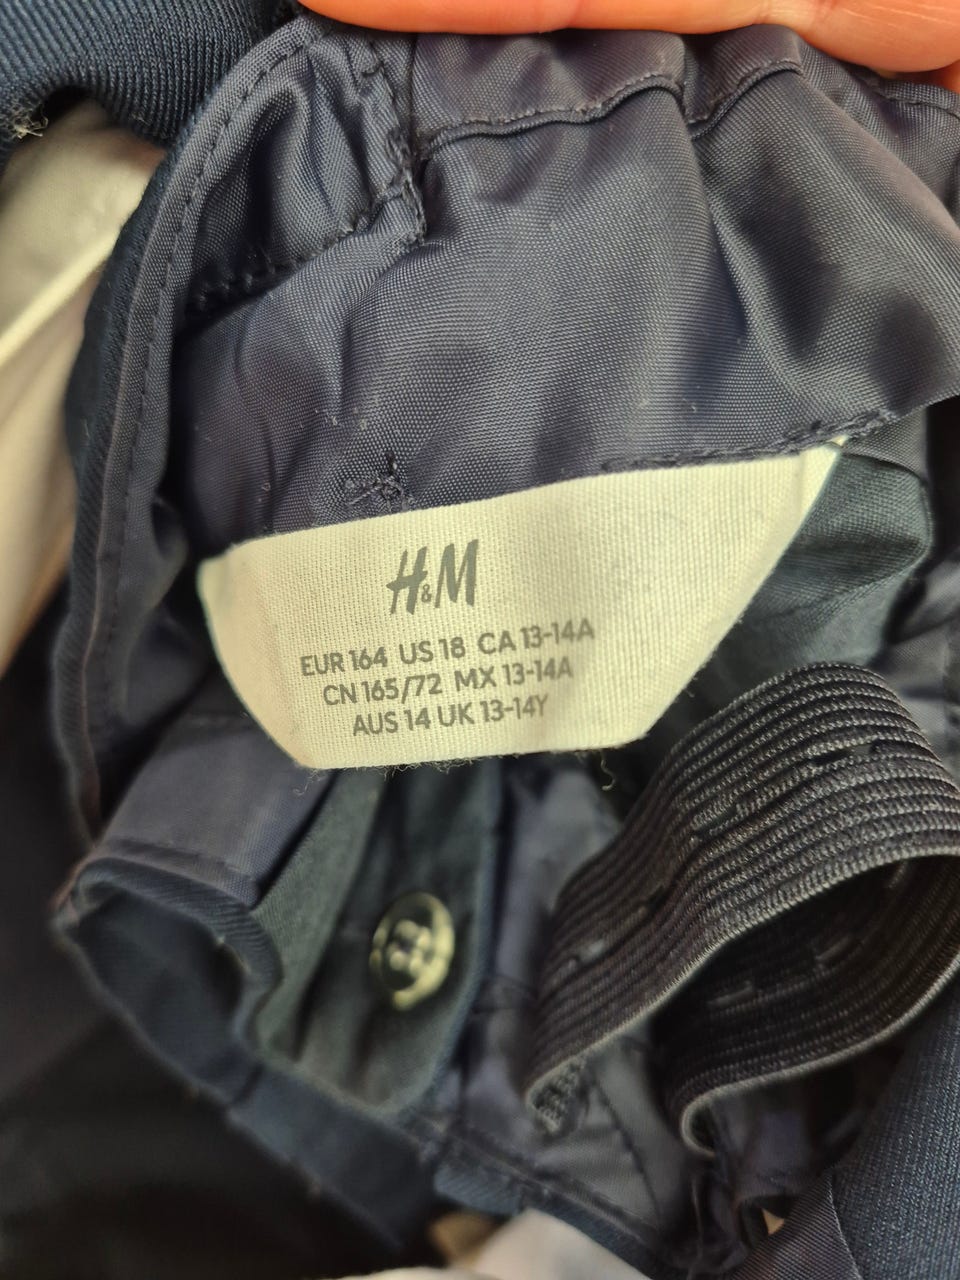 H&M
EUR 164 US 18 CA 13-14A
CN 165/72 MX 13-14A
AUS 14 UK 13-14Y